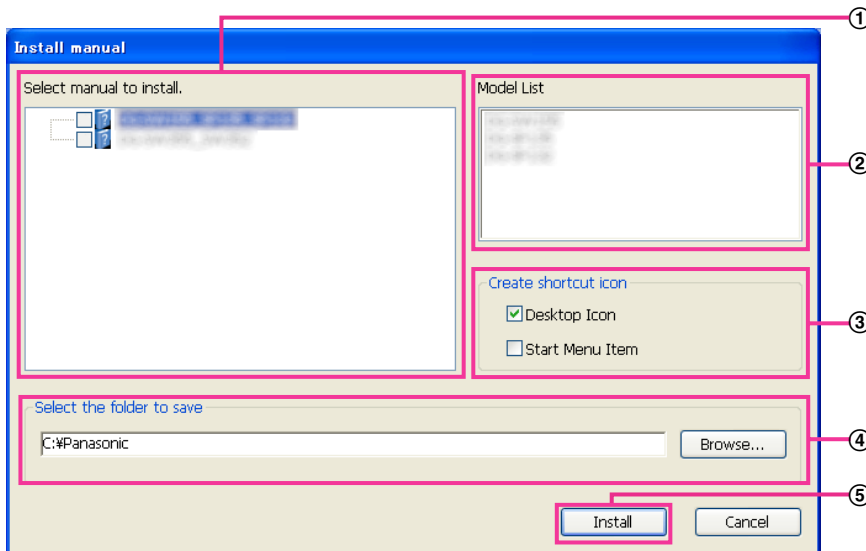 ①
Install manual
Select manual to install.
Model List
②
Create shortcut icon
Desktop Icon
③
Start Menu Item
Select the folder to save
C:¥Panasonic
Browse...
④
⑤
Install
Cancel